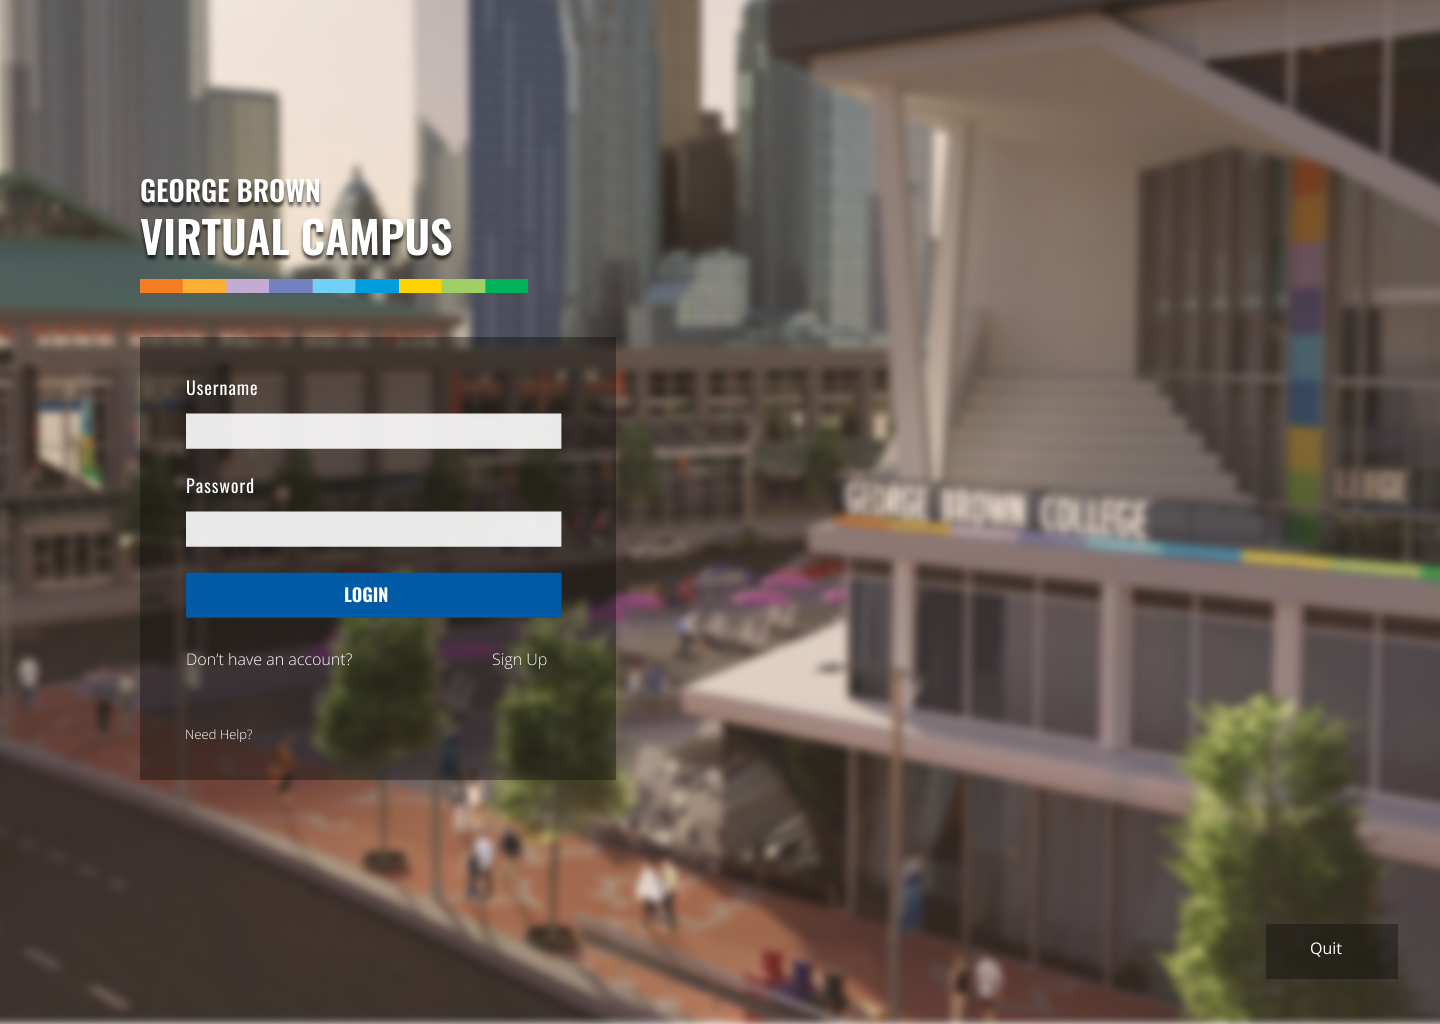 GEORGE BROWN
VIRTUAL CAMPUS
Username
Password
LOGIN
Don't have an account?
Sign Up
Need Help?
GEORGE BROWN COLLEGE
Quit